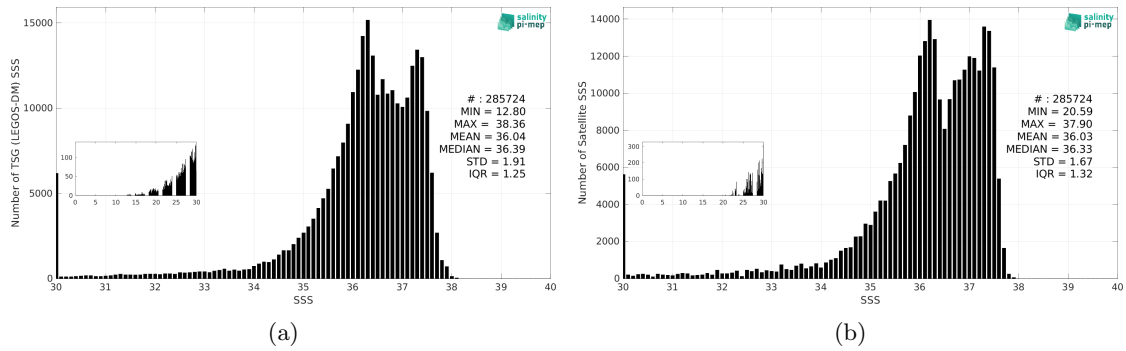 salinity
pi-mep
15000
10000
5000
0
Number of TSG (LEGOS-DM) SSS
# : 285724
MIN = 12.80
MAX = 38.36
MEAN = 36.04
MEDIAN = 36.39
STD = 1.91
IQR = 1.25
100
50
0
0 5 10 15 20 25 30
30 31 32 33 34 35 36 37 38 39 40
SSS
(a)
salinity
pi-mep
14000
12000
10000
8000
6000
4000
2000
0
Number of Satellite SSS
# : 285724
MIN = 20.59
MAX = 37.90
MEAN = 36.03
MEDIAN = 36.33
STD = 1.67
IQR = 1.32
300
200
100
0
0 5 10 15 20 25 30
30 31 32 33 34 35 36 37 38 39 40
SSS
(b)